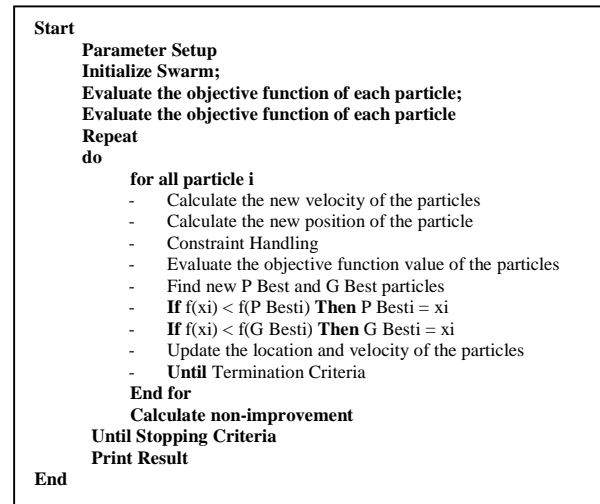 Start
Parameter Setup
Initialize Swarm;
Evaluate the objective function of each particle;
Evaluate the objective function of each particle
Repeat
do
for all particle i
- Calculate the new velocity of the particles
- Calculate the new position of the particle
- Constraint Handling
- Evaluate the objective function value of the particles
- Find new P Best and G Best particles
- If f(xi) < f(P Besti) Then P Besti = xi
- If f(xi) < f(G Besti) Then G Besti = xi
- Update the location and velocity of the particles
- Until Termination Criteria
End for
Calculate non-improvement
Until Stopping Criteria
Print Result
End